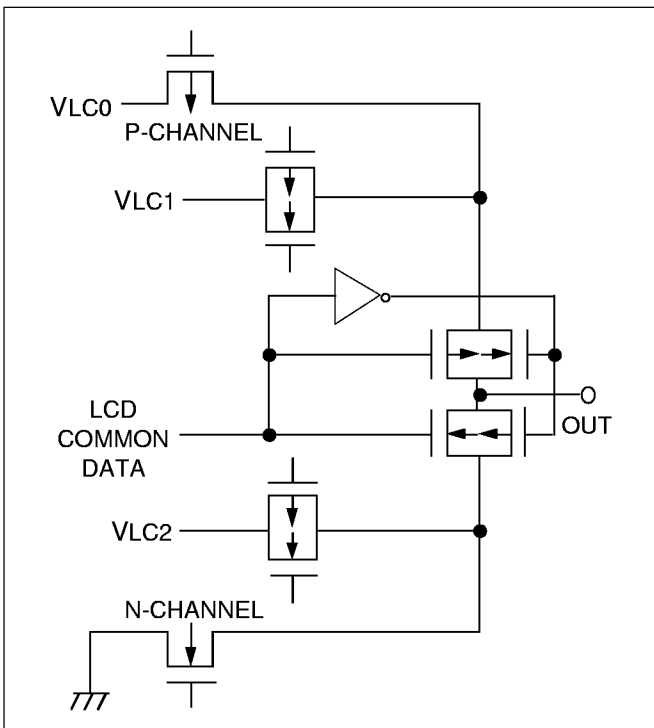 VLC0
P-CHANNEL
VLC1
LCD
COMMON
DATA
OUT
VLC2
N-CHANNEL